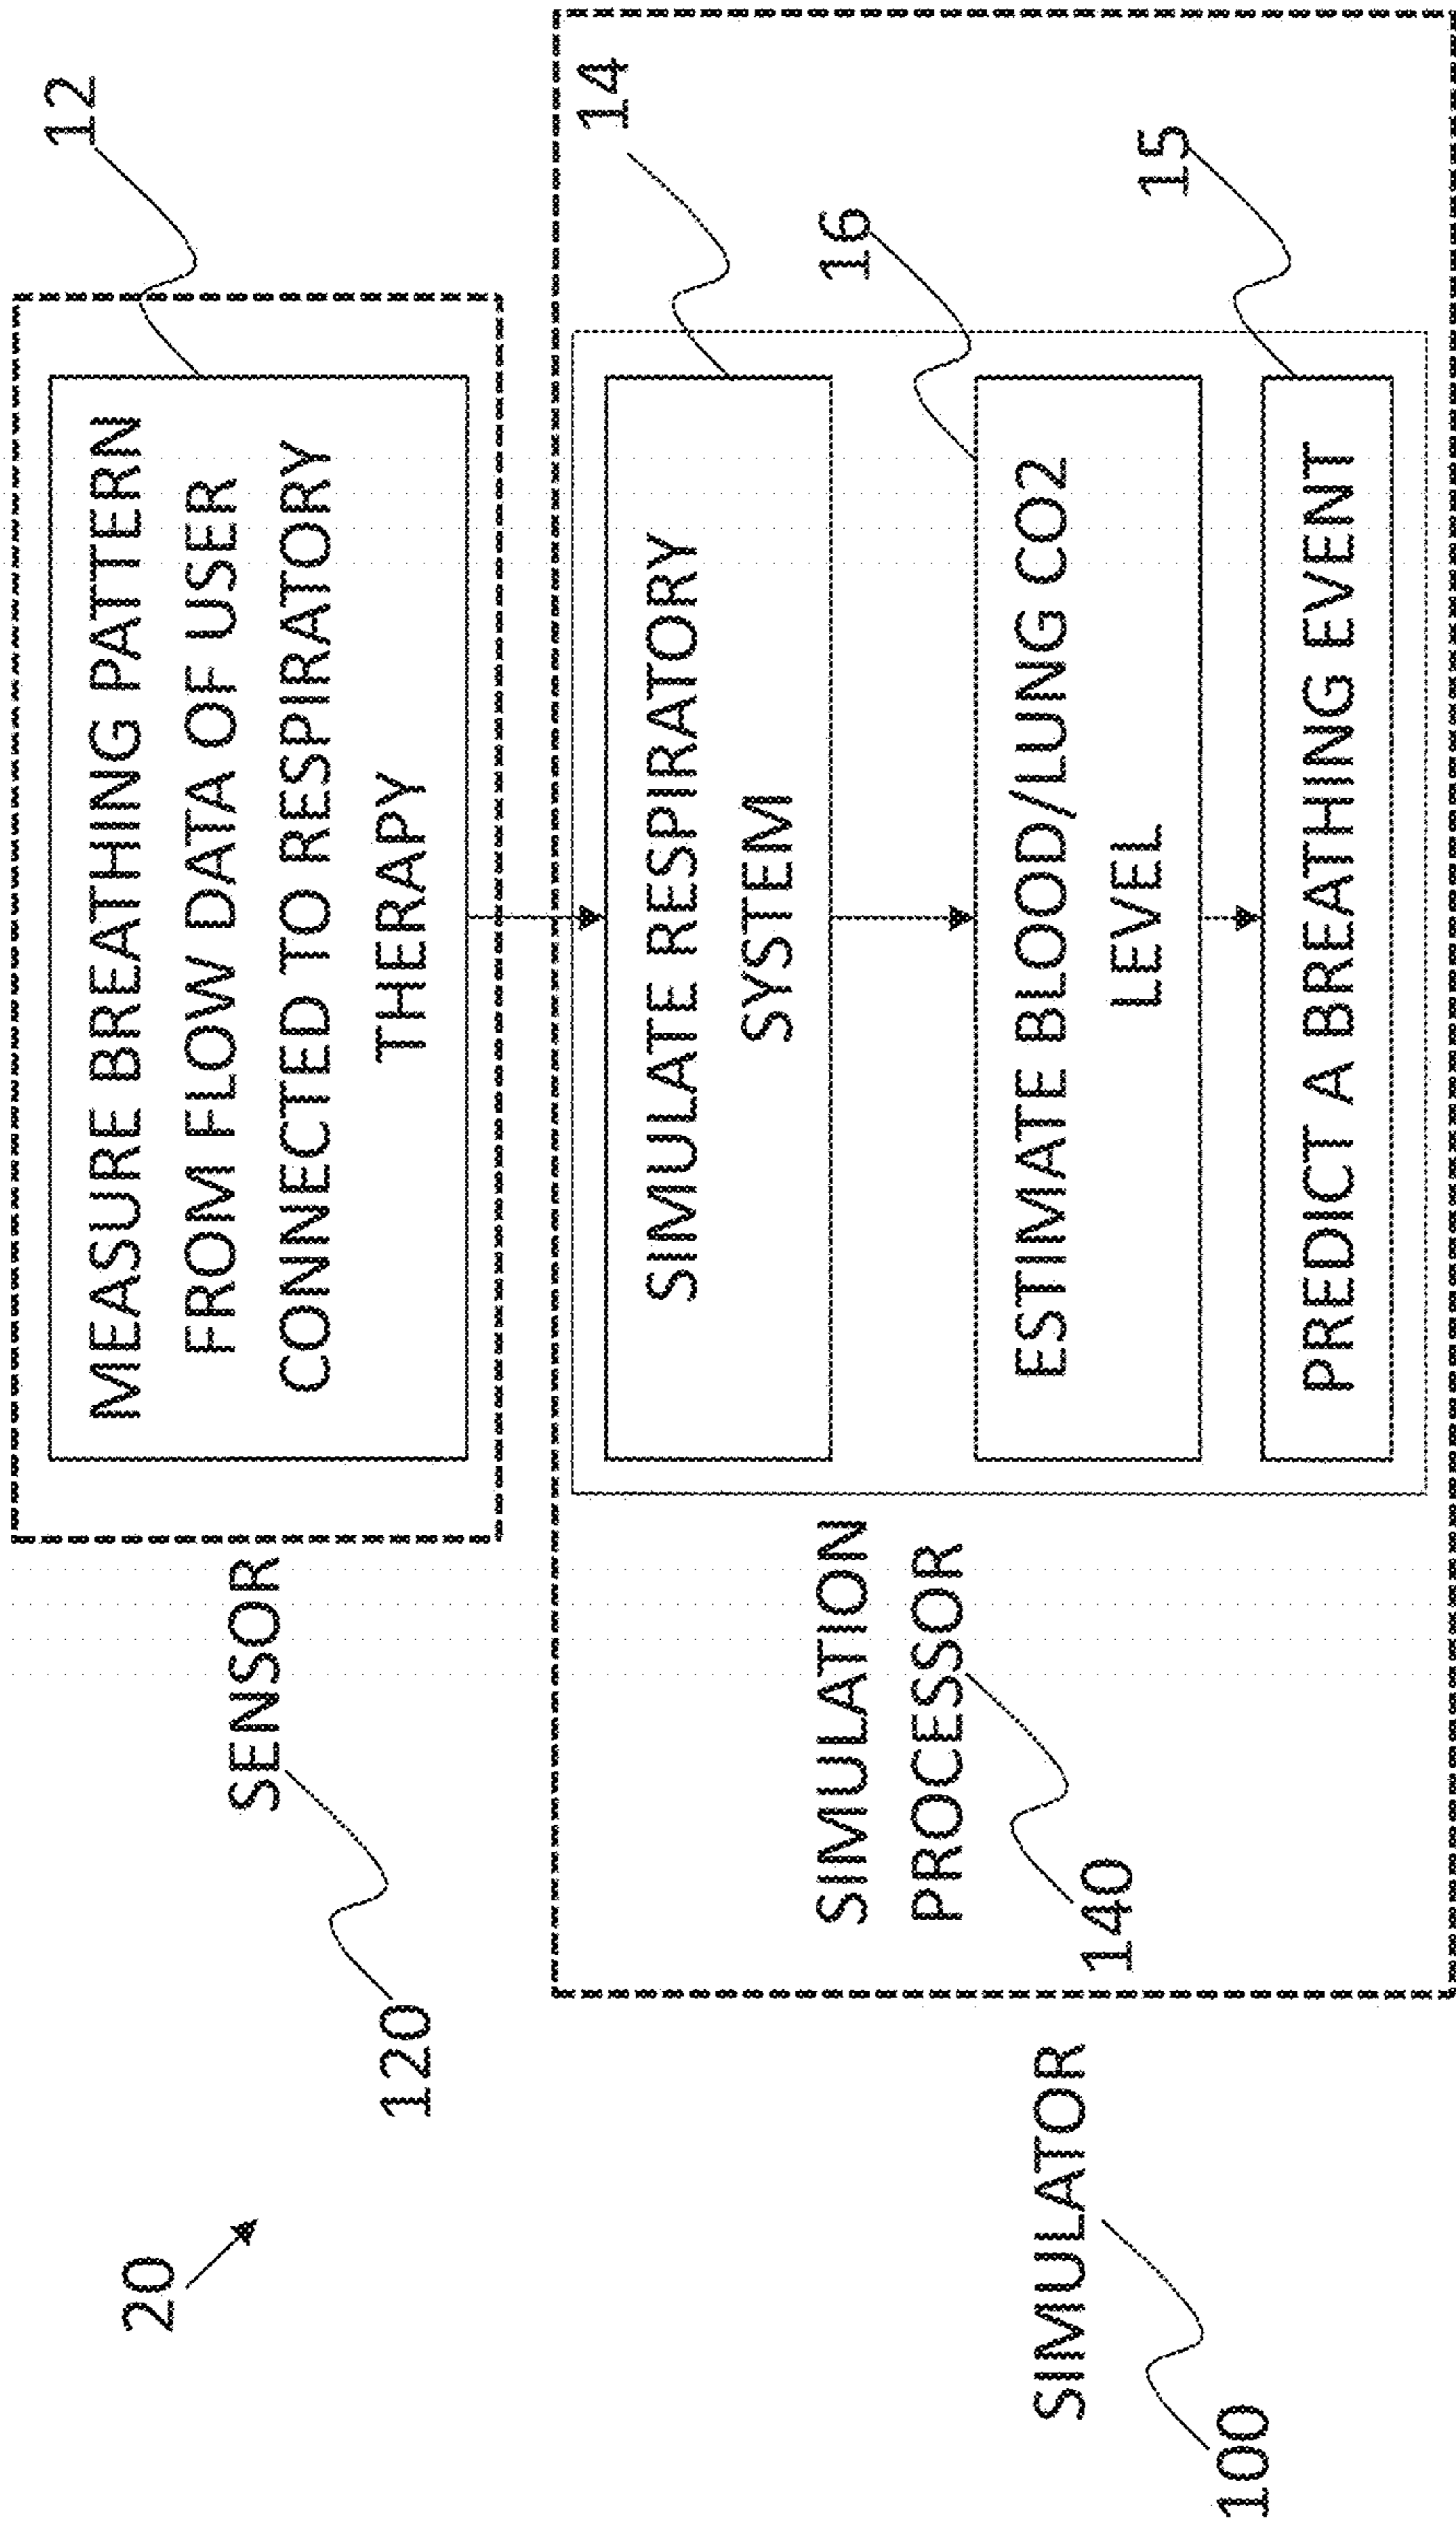 20
12
MEASURE BREATHING PATTERN
FROM FLOW DATA OF USER
CONNECTED TO RESPIRATORY
THERAPY
SENSOR
120
14
SIMULATE RESPIRATORY
SYSTEM
16
ESTIMATE BLOOD/LUNG CO2
LEVEL
15
PREDICT A BREATHING EVENT
SIMULATION
PROCESSOR
140
SIMULATOR
100